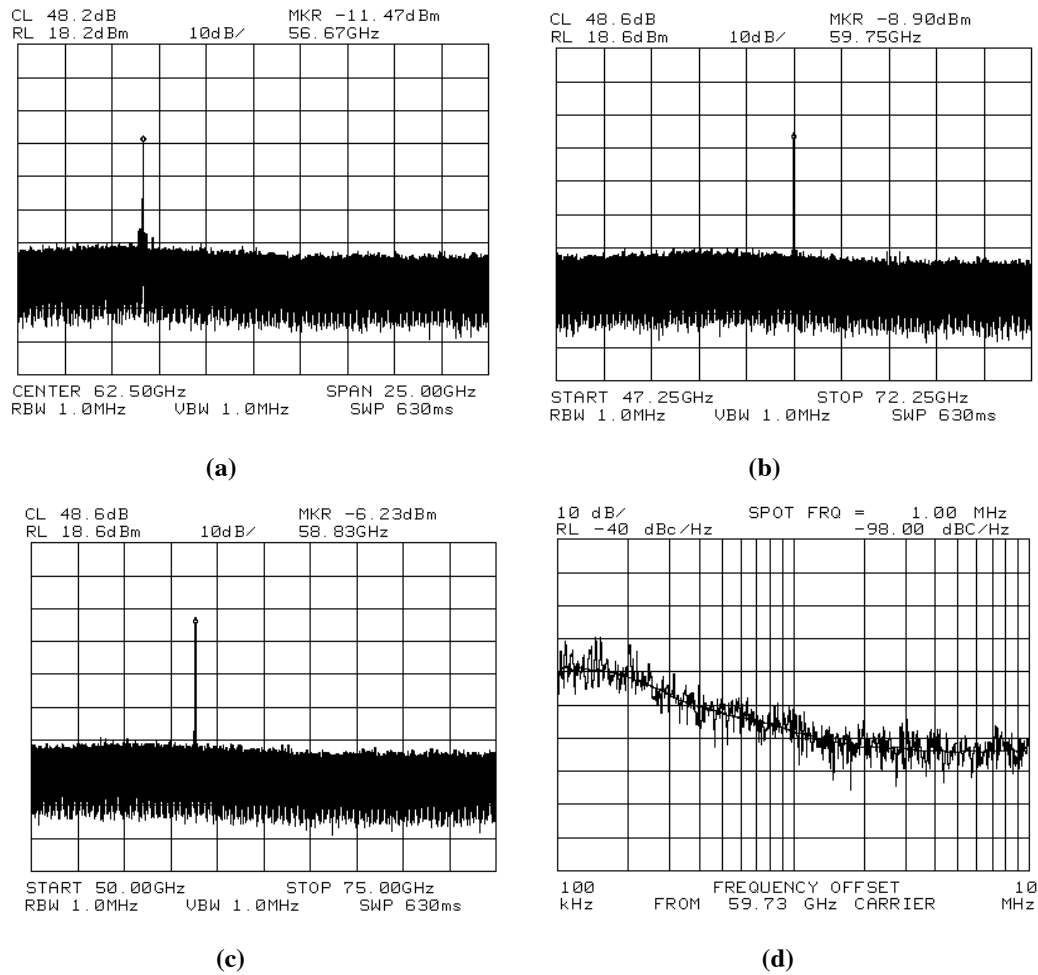 CL 48.2dB MKR -11.47dBm
RL 18.2dBm 10dB/ 56.67GHz
CENTER 62.50GHz SPAN 25.00GHz
RBW 1.0MHz VBW 1.0MHz SWP 630ms
(a)
CL 48.6dB MKR -8.90dBm
RL 18.6dBm 10dB/ 59.75GHz
START 47.25GHz STOP 72.25GHz
RBW 1.0MHz VBW 1.0MHz SWP 630ms
(b)
CL 48.6dB MKR -6.23dBm
RL 18.6dBm 10dB/ 58.83GHz
START 50.00GHz STOP 75.00GHz
RBW 1.0MHz VBW 1.0MHz SWP 630ms
(c)
10 dB/ SPOT FRQ = 1.00 MHz
RL -40 dBc/Hz -98.00 dBC/Hz
100 FREQUENCY OFFSET 10
kHz FROM 59.73 GHz CARRIER MHz
(d)